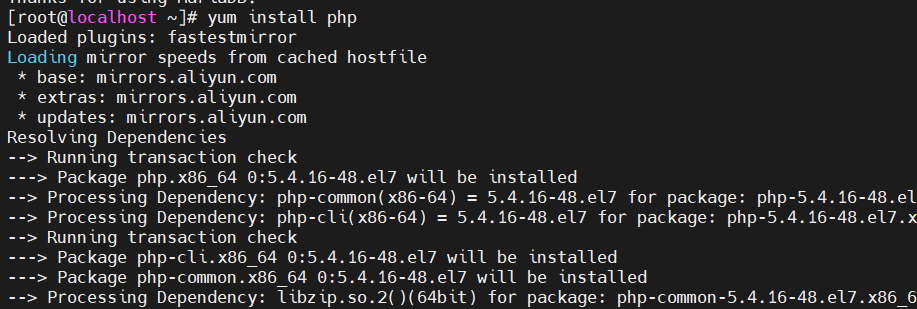 Thanks for using MariaDB!
[root@localhost ~]# yum install php
Loaded plugins: fastestmirror
Loading mirror speeds from cached hostfile
 * base: mirrors.aliyun.com
 * extras: mirrors.aliyun.com
 * updates: mirrors.aliyun.com
Resolving Dependencies
--> Running transaction check
---> Package php.x86_64 0:5.4.16-48.el7 will be installed
--> Processing Dependency: php-common(x86-64) = 5.4.16-48.el7 for package: php-5.4.16-48.el
--> Processing Dependency: php-cli(x86-64) = 5.4.16-48.el7 for package: php-5.4.16-48.el7.x
--> Running transaction check
---> Package php-cli.x86_64 0:5.4.16-48.el7 will be installed
---> Package php-common.x86_64 0:5.4.16-48.el7 will be installed
--> Processing Dependency: libzip.so.2()(64bit) for package: php-common-5.4.16-48.el7.x86_6